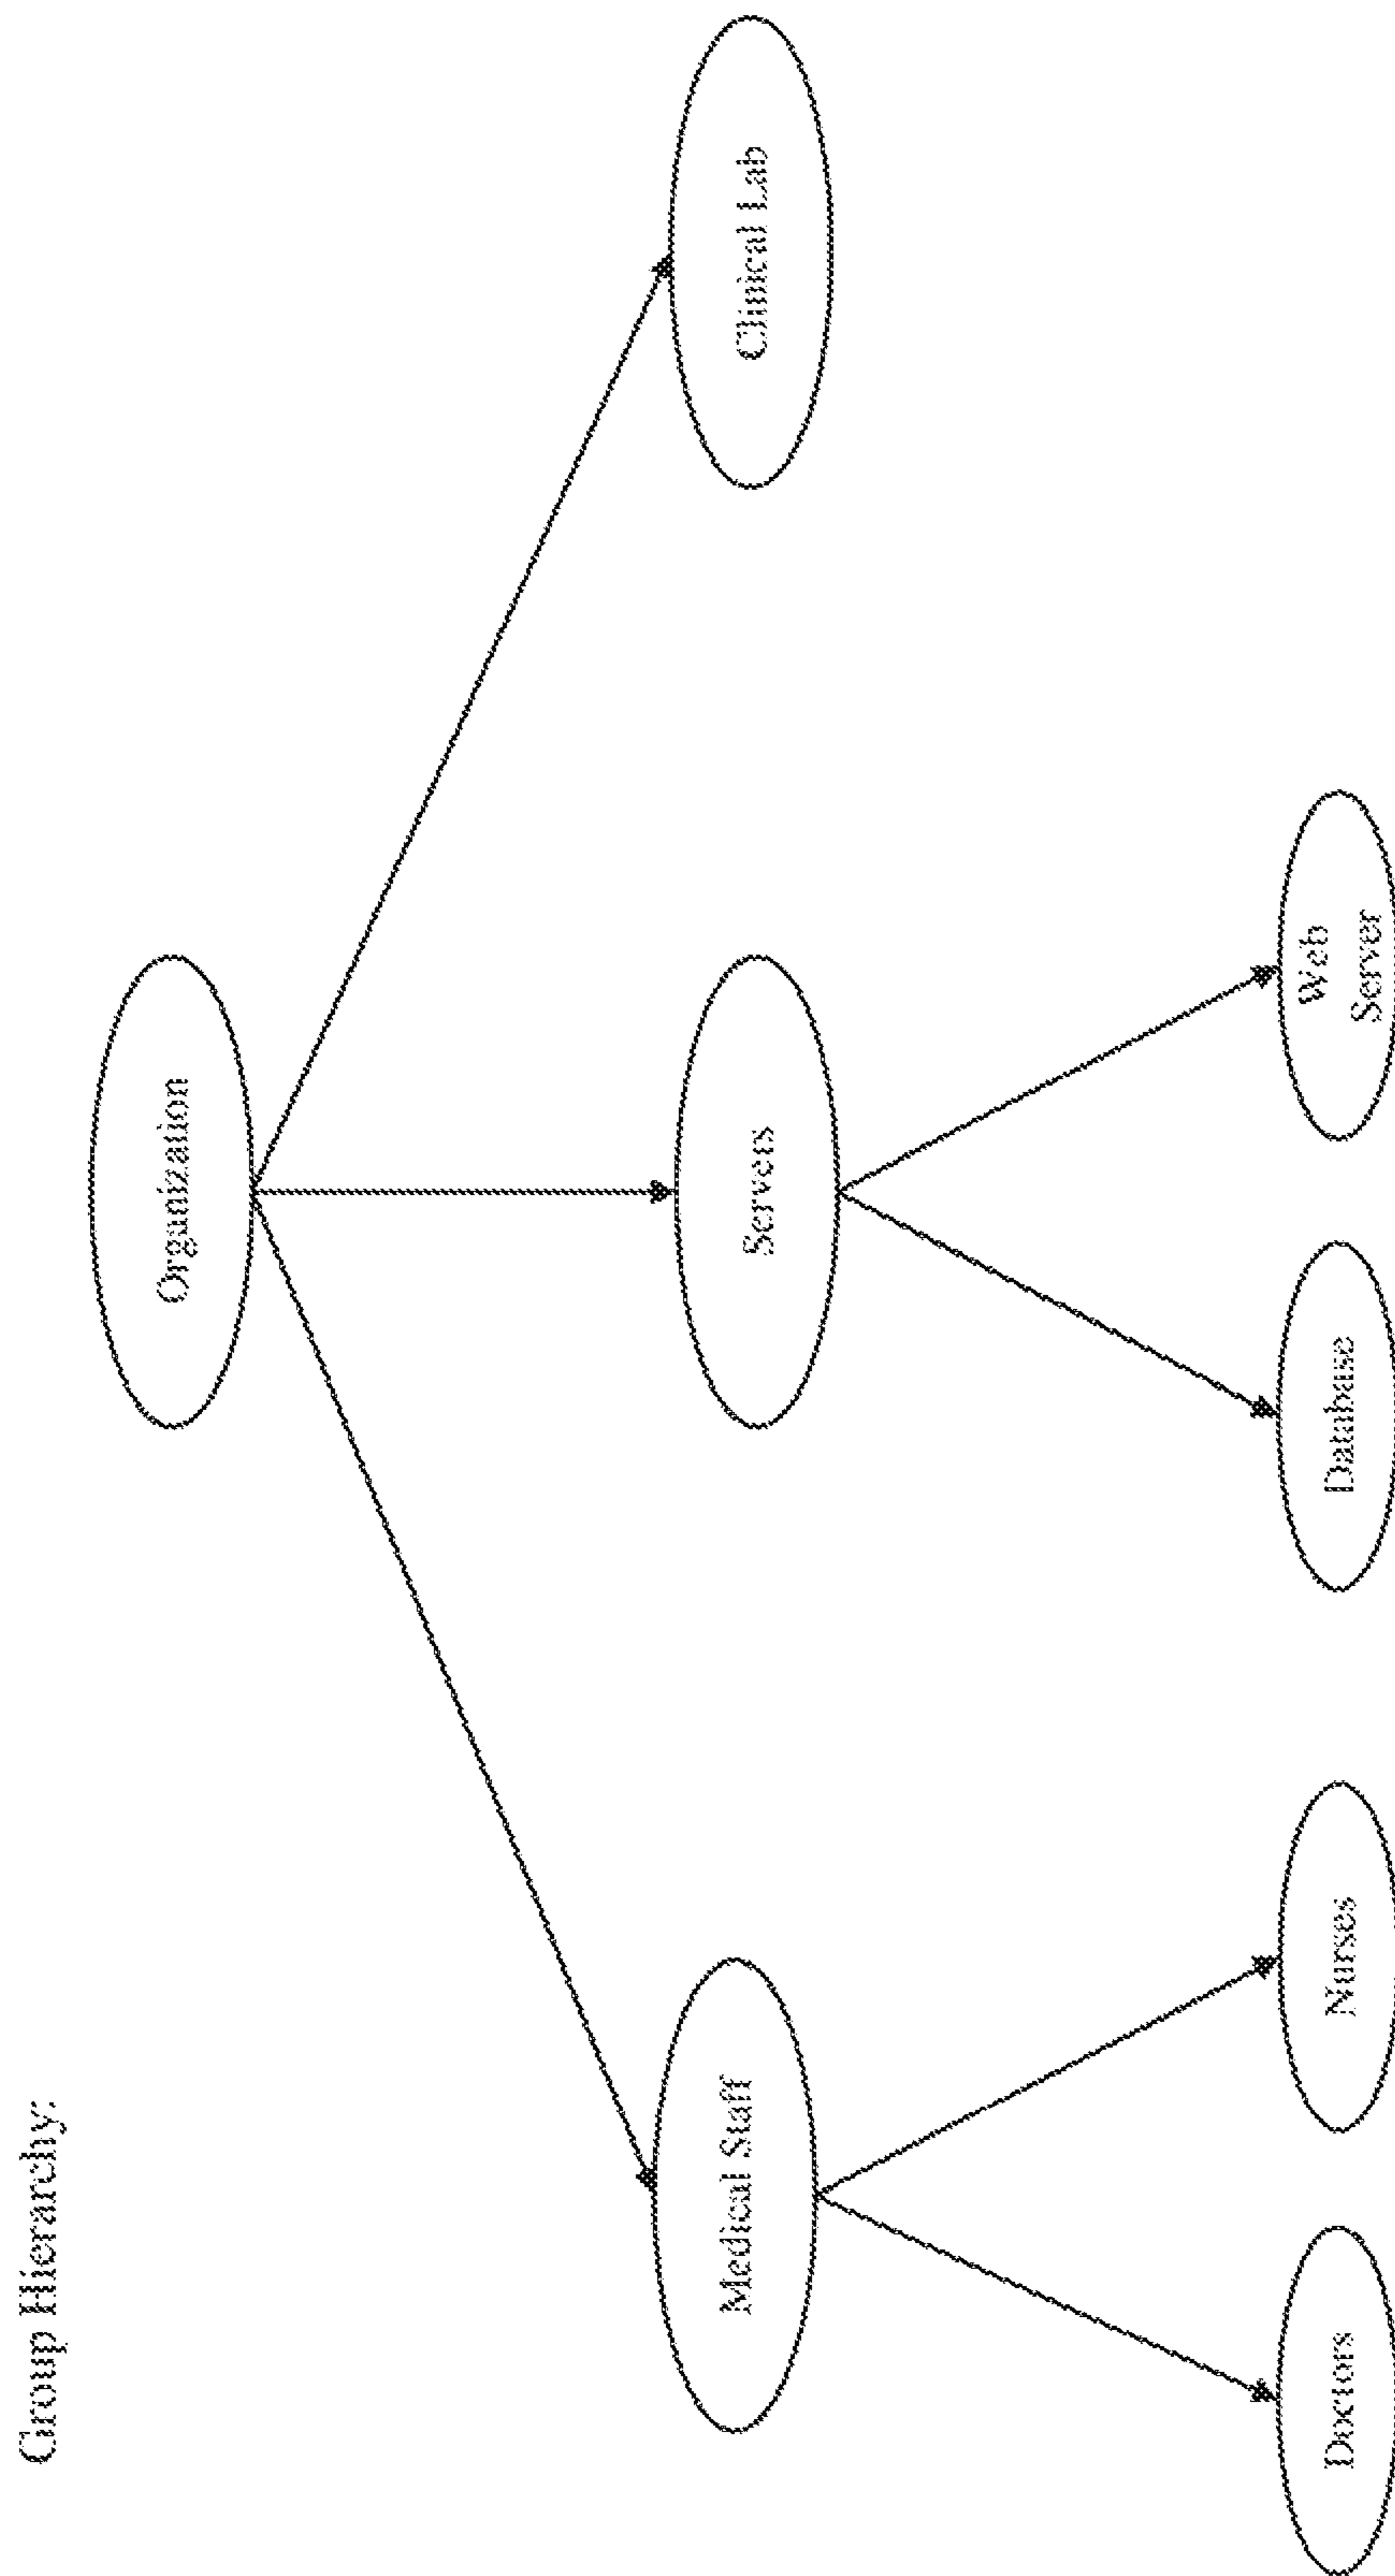 Group Hierarchy:
Organization
Medical Staff
Servers
Clinical Lab
Doctors
Nurses
Database
Web
Server